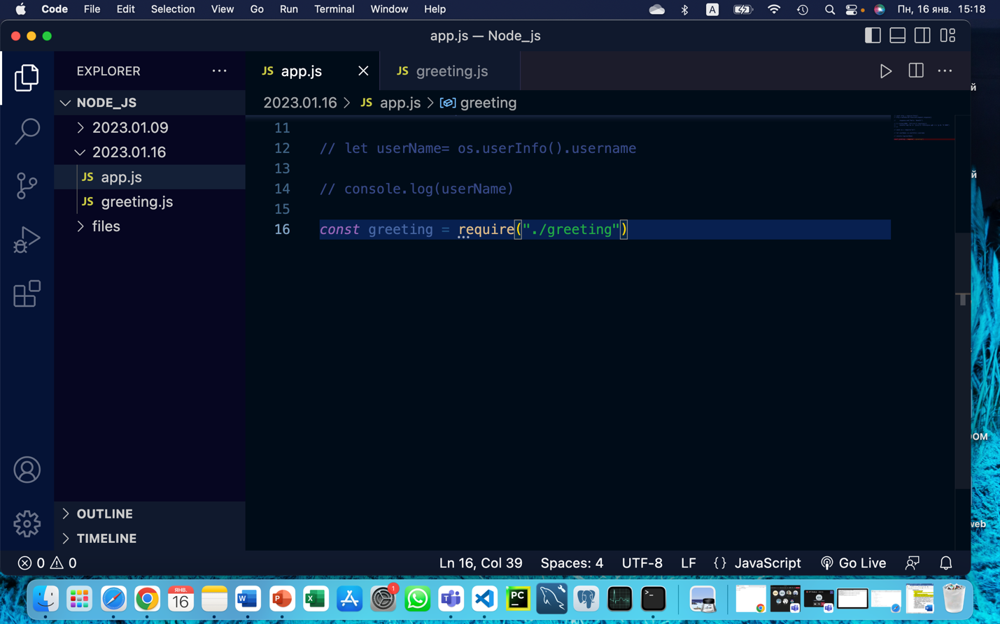 Code File Edit Selection View Go Run Terminal Window Help A Пн, 16 янв. 15:18
app.js — Node_js
EXPLORER ···
JS app.js
JS greeting.js
2023.01.16 > JS app.js > greeting
NODE_JS
2023.01.09
2023.01.16
JS app.js
JS greeting.js
files
11
12 // let userName= os.userInfo().username
13
14 // console.log(userName)
15
16 const greeting = require("./greeting")
OUTLINE
TIMELINE
0 0
Ln 16, Col 39 Spaces: 4 UTF-8 LF {} JavaScript Go Live
й
й
OM
web
ЯНВ.
16
W
P
X
1
T
PC
>_